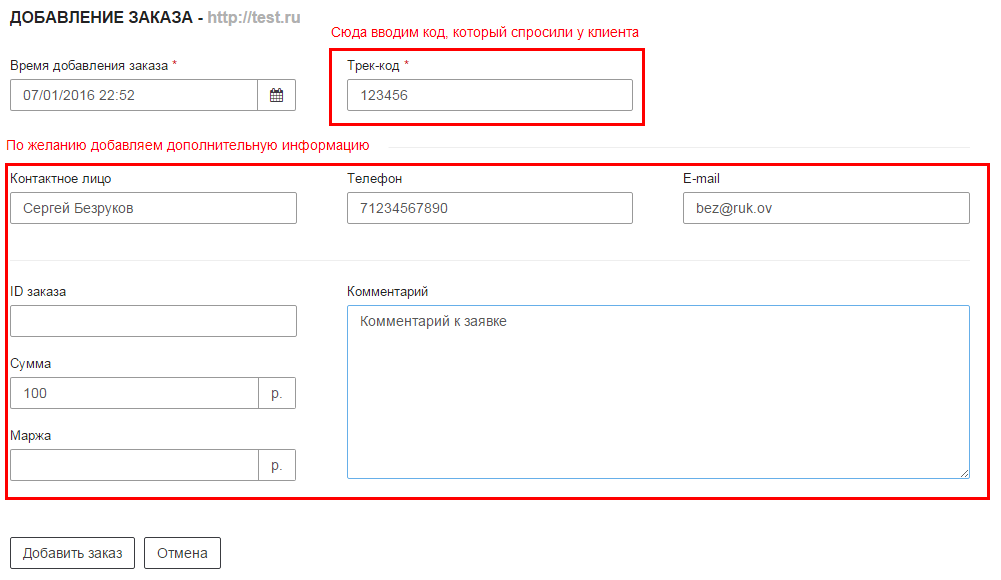 ДОБАВЛЕНИЕ ЗАКАЗА - http://test.ru
Сюда вводим код, который спросили у клиента
Время добавления заказа *
Трек-код *
07/01/2016 22:52
123456
По желанию добавляем дополнительную информацию
Контактное лицо
Телефон
E-mail
Сергей Безруков
71234567890
bez@ruk.ov
ID заказа
Комментарий
Комментарий к заявке
Сумма
100
р.
Маржа
р.
Добавить заказ
Отмена